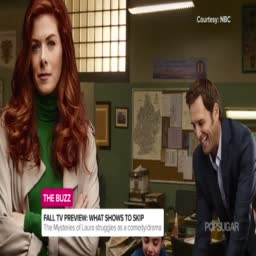 Courtesy: NBC
THE BUZZ
FALL TV PREVIEW: WHAT SHOWS TO SKIP
The Mysteries of Laura struggles as a comedy/drama
POPSUGAR